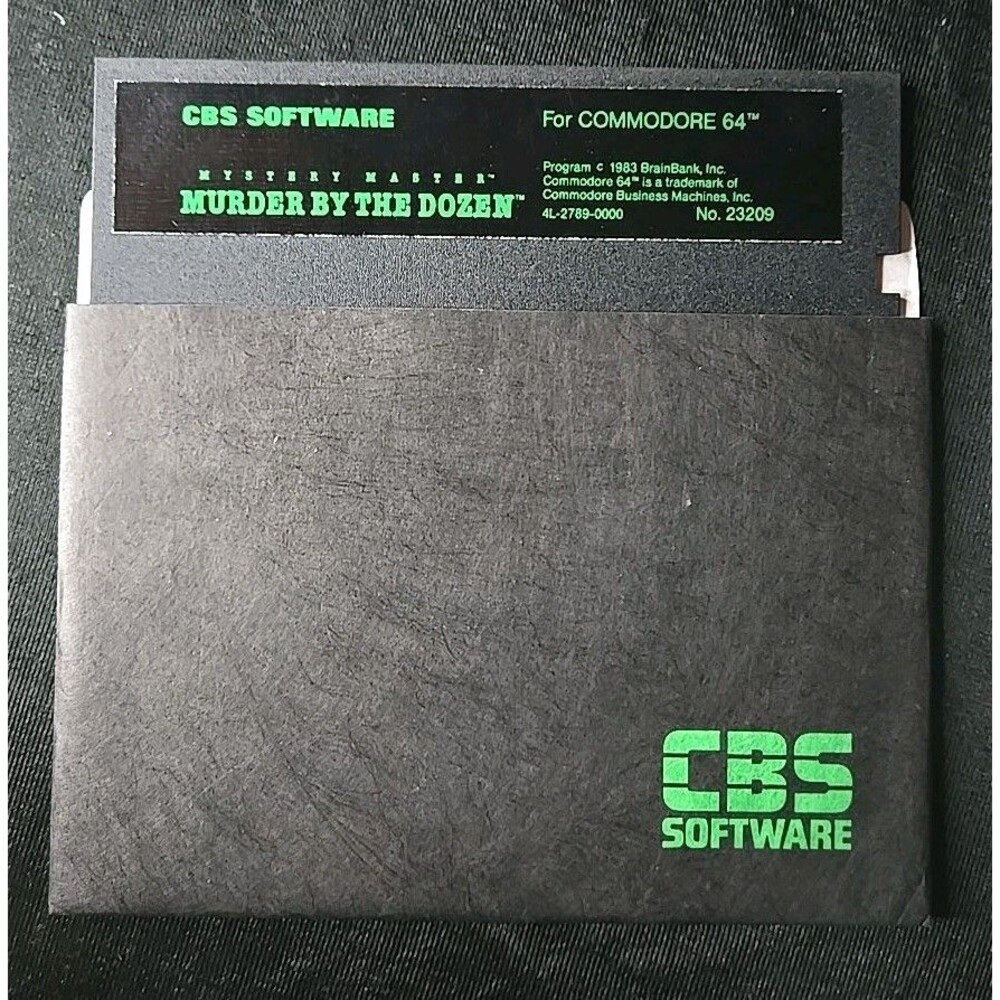 CBS SOFTWARE
MYSTERY MASTER™
MURDER BY THE DOZEN™
For COMMODORE 64™
Program c 1983 BrainBank, Inc.
Commodore 64™ is a trademark of
Commodore Business Machines, Inc.
4L-2789-0000 No. 23209
CBS
SOFTWARE